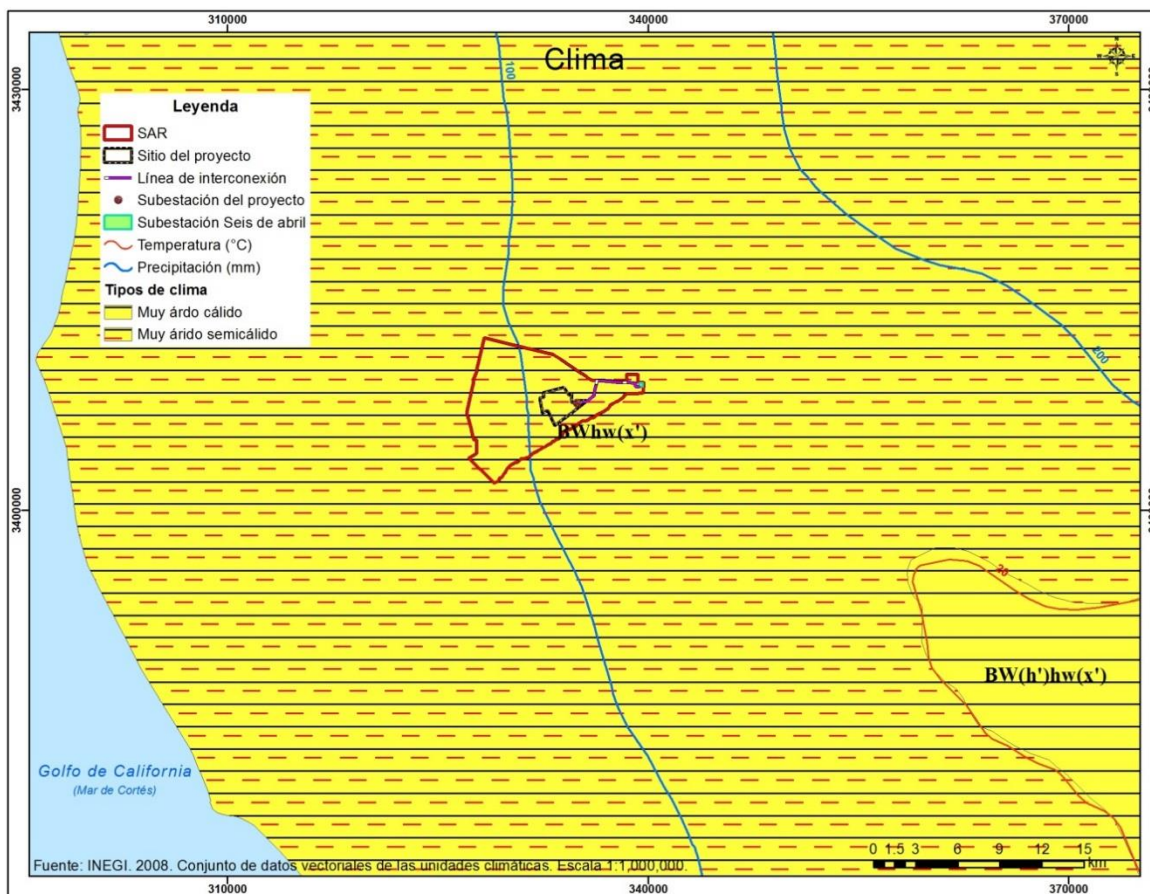 310000 340000 370000
Clima
3430000
Leyenda
SAR
Sitio del proyecto
Línea de interconexión
Subestación del proyecto
Subestación Seis de abril
Temperatura (°C)
Precipitación (mm)
Tipos de clima
Muy árdo cálido
Muy árido semicálido
100
200
BWhw(x')
3400000
BW(h')hw(x')
Golfo de California
(Mar de Cortés)
Fuente: INEGI. 2008. Conjunto de datos vectoriales de las unidades climáticas. Escala 1:1,000,000
0 1.5 3 6 9 12 15
km
310000 340000 370000